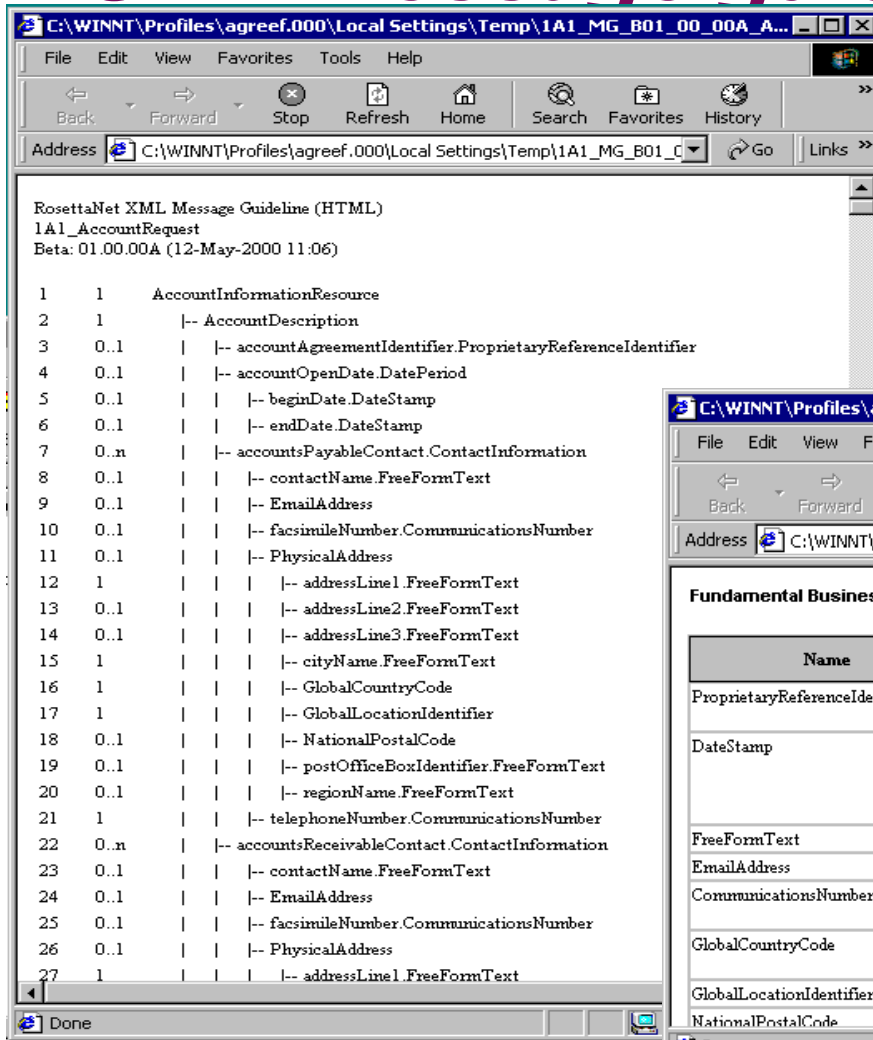 C:\WINNT\Profiles\agreef.000\Local Settings\Temp\1A1_MG_B01_00_00A_A...
File Edit View Favorites Tools Help
Back Forward Stop Refresh Home Search Favorites History »
Address C:\WINNT\Profiles\agreef.000\Local Settings\Temp\1A1_MG_B01_ Go Links »
RosettaNet XML Message Guideline (HTML)
1A1_AccountRequest
Beta: 01.00.00A (12-May-2000 11:06)
1 1 AccountInformationResource
2 1 |-- AccountDescription
3 0..1 | |-- accountAgreementIdentifier.ProprietaryReferenceIdentifier
4 0..1 | |-- accountOpenDate.DatePeriod
5 0..1 | | |-- beginDate.DateStamp
6 0..1 | | |-- endDate.DateStamp
7 0..n | |-- accountsPayableContact.ContactInformation
8 0..1 | | |-- contactName.FreeFormText
9 0..1 | | |-- EmailAddress
10 0..1 | | |-- facsimileNumber.CommunicationsNumber
11 0..1 | | |-- PhysicalAddress
12 1 | | | |-- addressLine1.FreeFormText
13 0..1 | | | |-- addressLine2.FreeFormText
14 0..1 | | | |-- addressLine3.FreeFormText
15 1 | | | |-- cityName.FreeFormText
16 1 | | | |-- GlobalCountryCode
17 1 | | | |-- GlobalLocationIdentifier
18 0..1 | | | |-- NationalPostalCode
19 0..1 | | | |-- postOfficeBoxIdentifier.FreeFormText
20 0..1 | | | |-- regionName.FreeFormText
21 1 | | |-- telephoneNumber.CommunicationsNumber
22 0..n | |-- accountsReceivableContact.ContactInformation
23 0..1 | | |-- contactName.FreeFormText
24 0..1 | | |-- EmailAddress
25 0..1 | | |-- facsimileNumber.CommunicationsNumber
26 0..1 | | |-- PhysicalAddress
27 1 | | | |-- addressLine1.FreeFormText
Done
C:\WINNT\Profiles\
File Edit View F
Back Forward
Address C:\WINNT\
Fundamental Busines
Name
ProprietaryReferenceIde
DateStamp
FreeFormText
EmailAddress
CommunicationsNumber
GlobalCountryCode
GlobalLocationIdentifier
NationalPostalCode